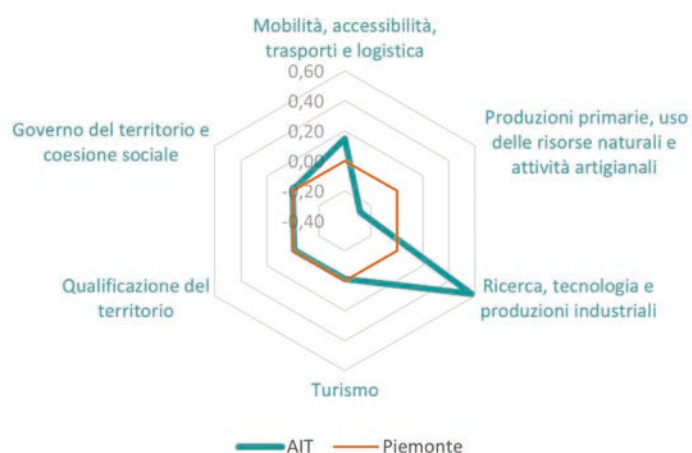 Mobilità, accessibilità,
trasporti e logistica
0,60
0,40
0,20
0,00
-0,20
-0,40
Produzioni primarie, uso
delle risorse naturali e
attività artigianali
Ricerca, tecnologia e
produzioni industriali
Turismo
Qualificazione del
territorio
Governo del territorio e
coesione sociale
AIT
Piemonte